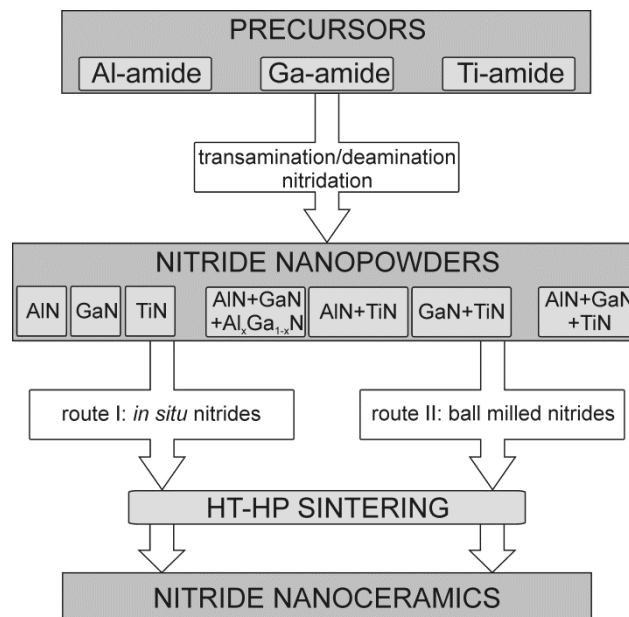 PRECURSORS
Al-amide Ga-amide Ti-amide
transamination/deamination
nitridation
NITRIDE NANOPOWDERS
AlN GaN TiN
AlN+GaN
+AlₓGa₁₋ₓN
AlN+TiN
GaN+TiN
AlN+GaN
+TiN
route I: in situ nitrides
route II: ball milled nitrides
HT-HP SINTERING
NITRIDE NANOCERAMICS